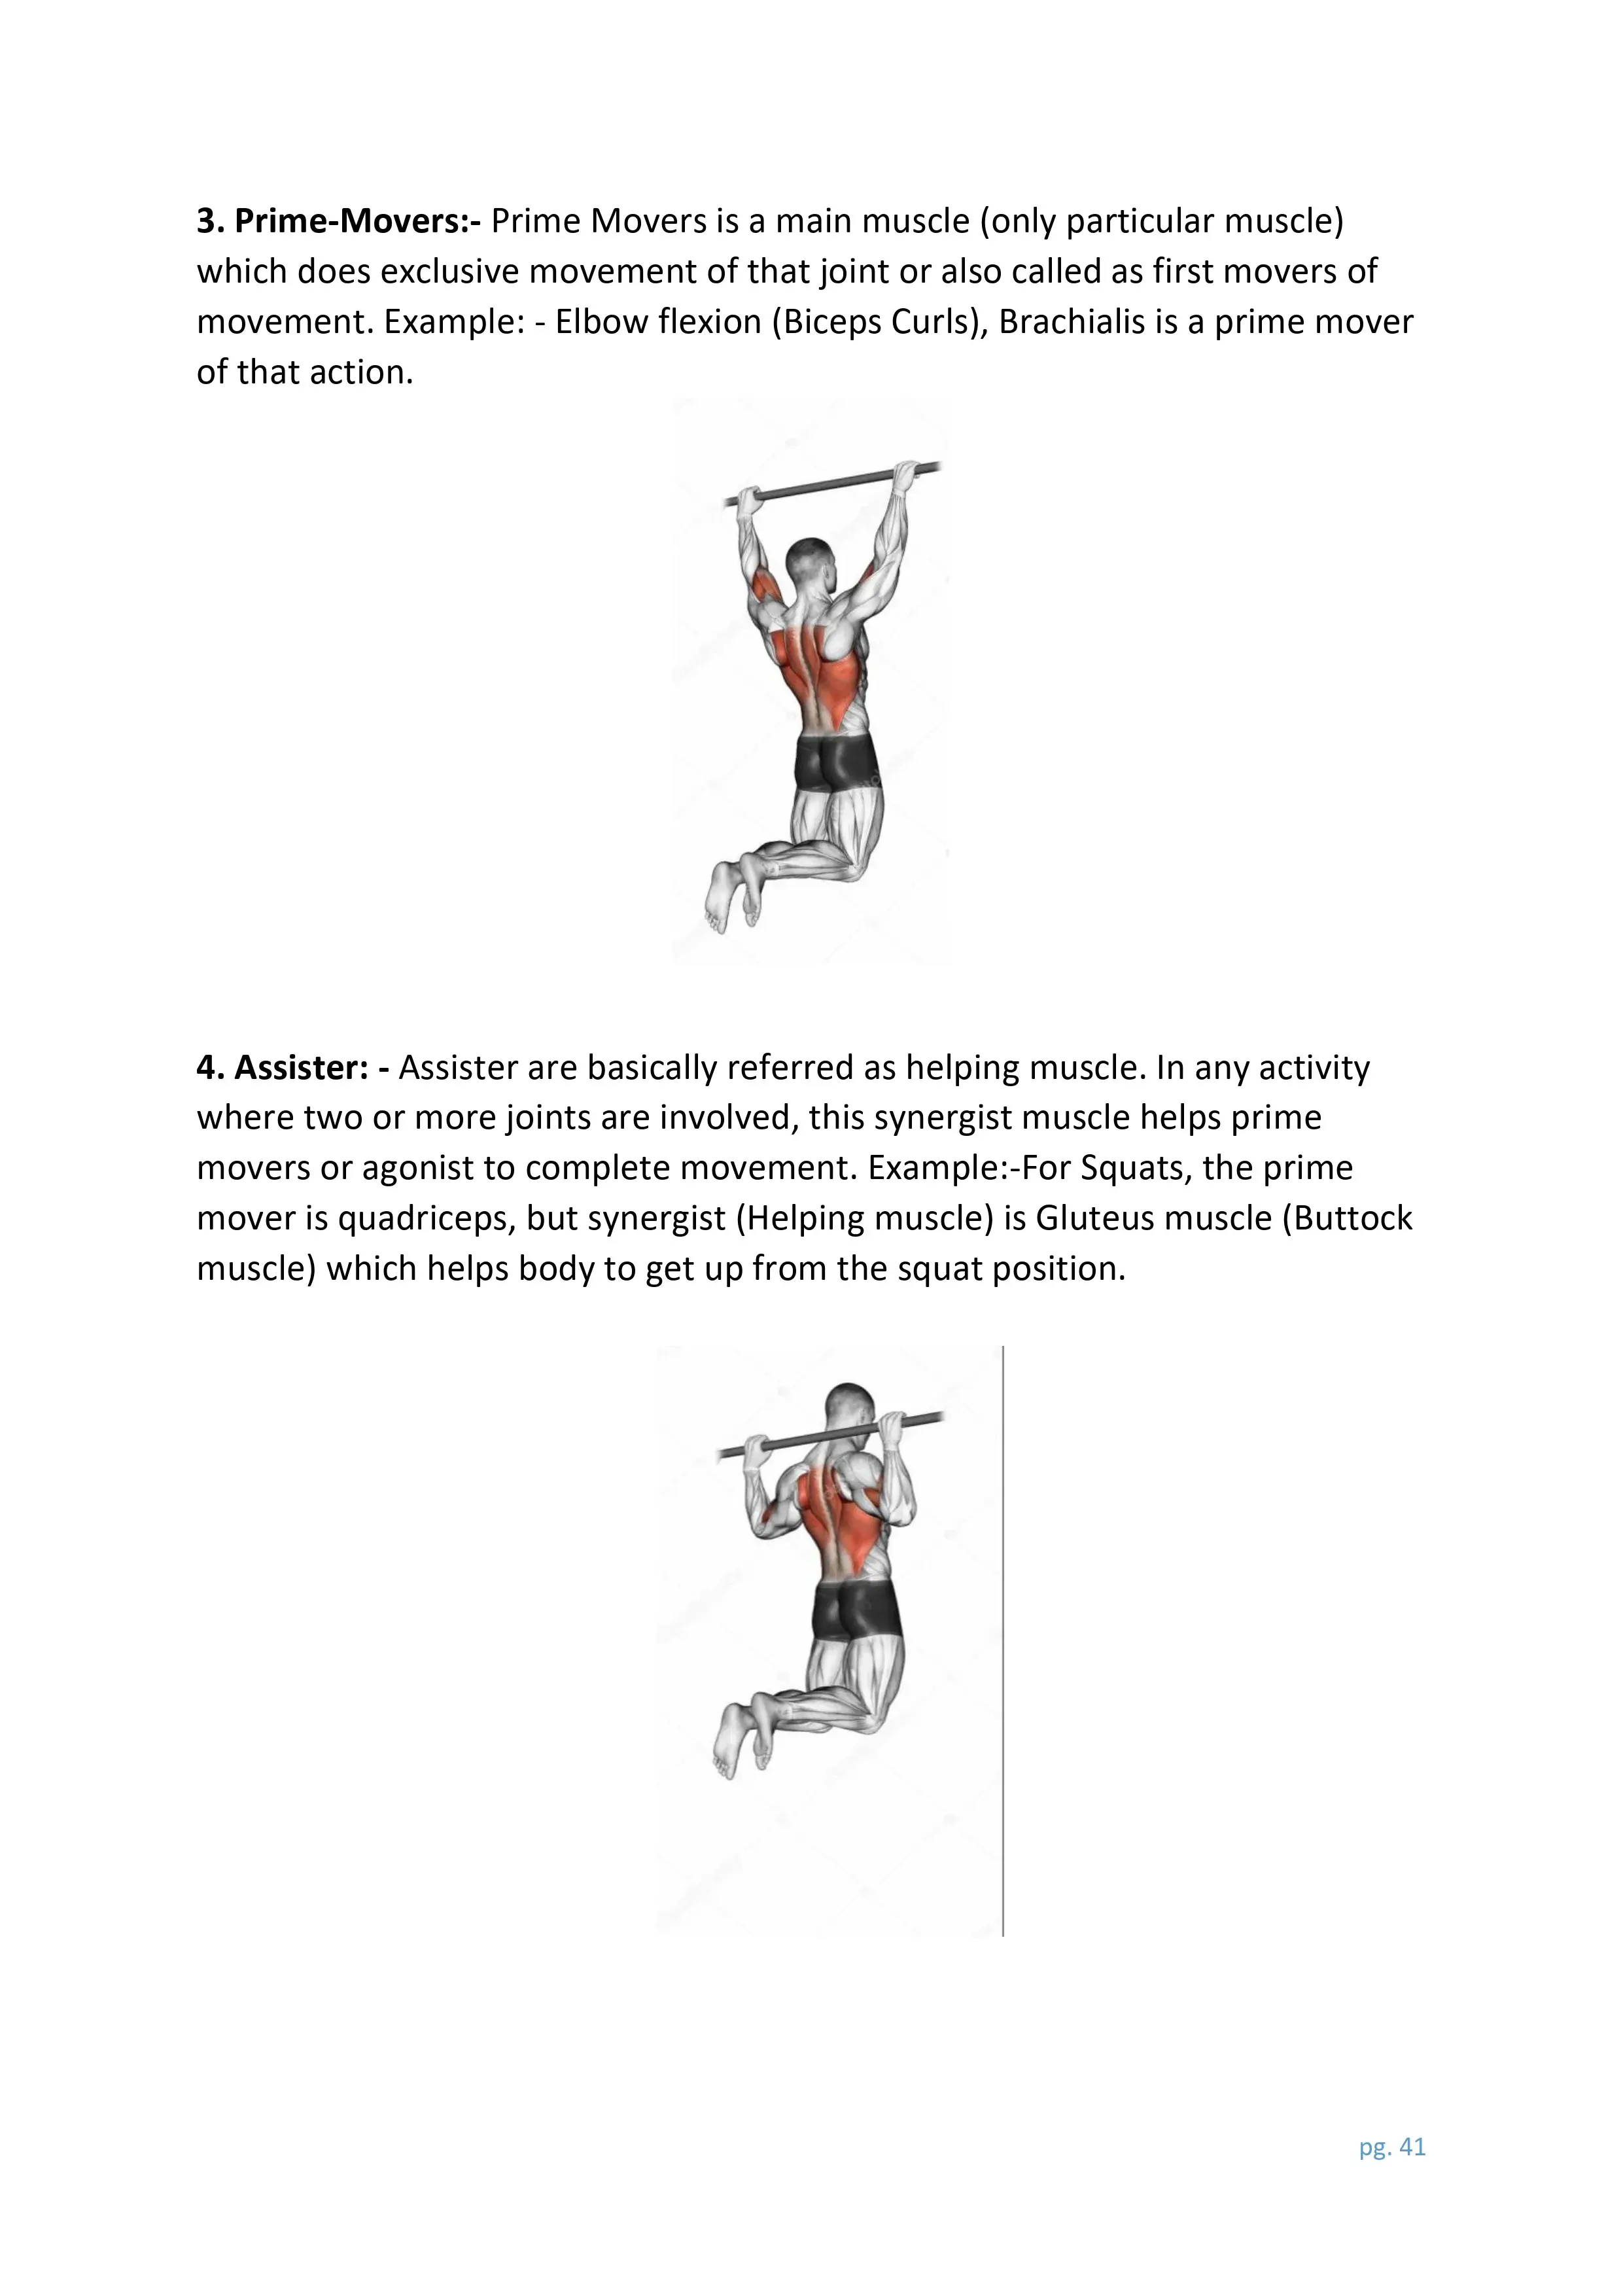 3. Prime-Movers:- Prime Movers is a main muscle (only particular muscle)
which does exclusive movement of that joint or also called as first movers of
movement. Example: - Elbow flexion (Biceps Curls), Brachialis is a prime mover
of that action.
4. Assister: - Assister are basically referred as helping muscle. In any activity
where two or more joints are involved, this synergist muscle helps prime
movers or agonist to complete movement. Example:-For Squats, the prime
mover is quadriceps, but synergist (Helping muscle) is Gluteus muscle (Buttock
muscle) which helps body to get up from the squat position.
pg. 41